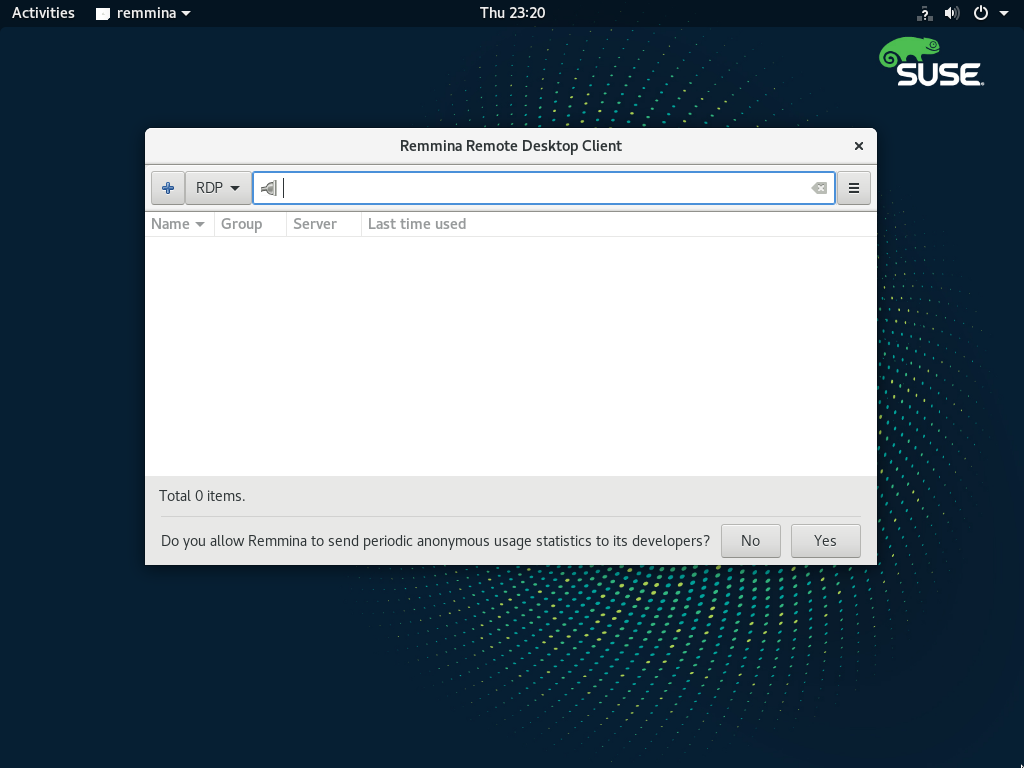 Activities remmina Thu 23:20
SUSE
Remmina Remote Desktop Client
RDP
Name Group Server Last time used
Total 0 items.
Do you allow Remmina to send periodic anonymous usage statistics to its developers? No Yes